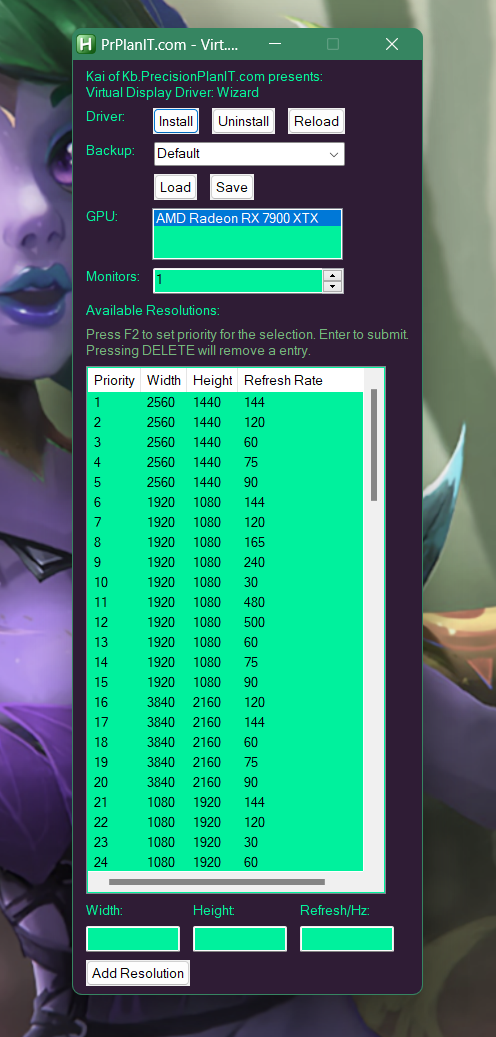 H PrPlanIT.com - Virt....
Kai of Kb.PrecisionPlanIT.com presents:
Virtual Display Driver: Wizard
Driver: Install Uninstall Reload
Backup: Default
Load Save
GPU: AMD Radeon RX 7900 XTX
Monitors: 1
Available Resolutions:
Press F2 to set priority for the selection. Enter to submit.
Pressing DELETE will remove a entry.
Priority Width Height Refresh Rate
1 2560 1440 144
2 2560 1440 120
3 2560 1440 60
4 2560 1440 75
5 2560 1440 90
6 1920 1080 144
7 1920 1080 120
8 1920 1080 165
9 1920 1080 240
10 1920 1080 30
11 1920 1080 480
12 1920 1080 500
13 1920 1080 60
14 1920 1080 75
15 1920 1080 90
16 3840 2160 120
17 3840 2160 144
18 3840 2160 60
19 3840 2160 75
20 3840 2160 90
21 1080 1920 144
22 1080 1920 120
23 1080 1920 30
24 1080 1920 60
Width: Height: Refresh/Hz:
Add Resolution